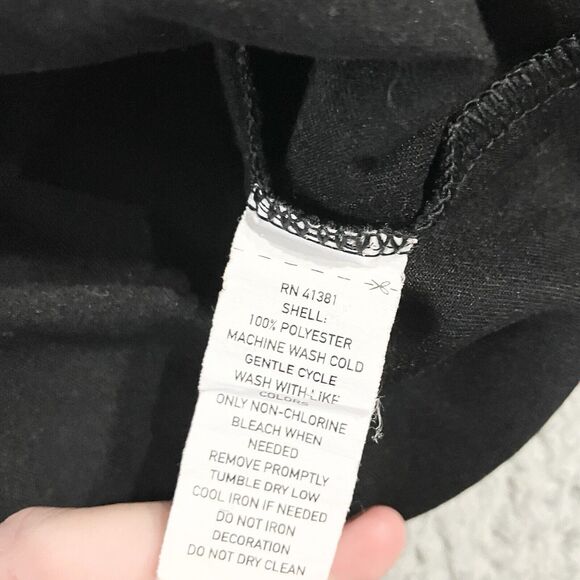 RN 41381
SHELL:
100% POLYESTER
MACHINE WASH COLD
GENTLE CYCLE
WASH WITH LIKE
COLORS
ONLY NON-CHLORINE
BLEACH WHEN
NEEDED
REMOVE PROMPTLY
TUMBLE DRY LOW
COOL IRON IF NEEDED
DO NOT IRON
DECORATION
DO NOT DRY CLEAN